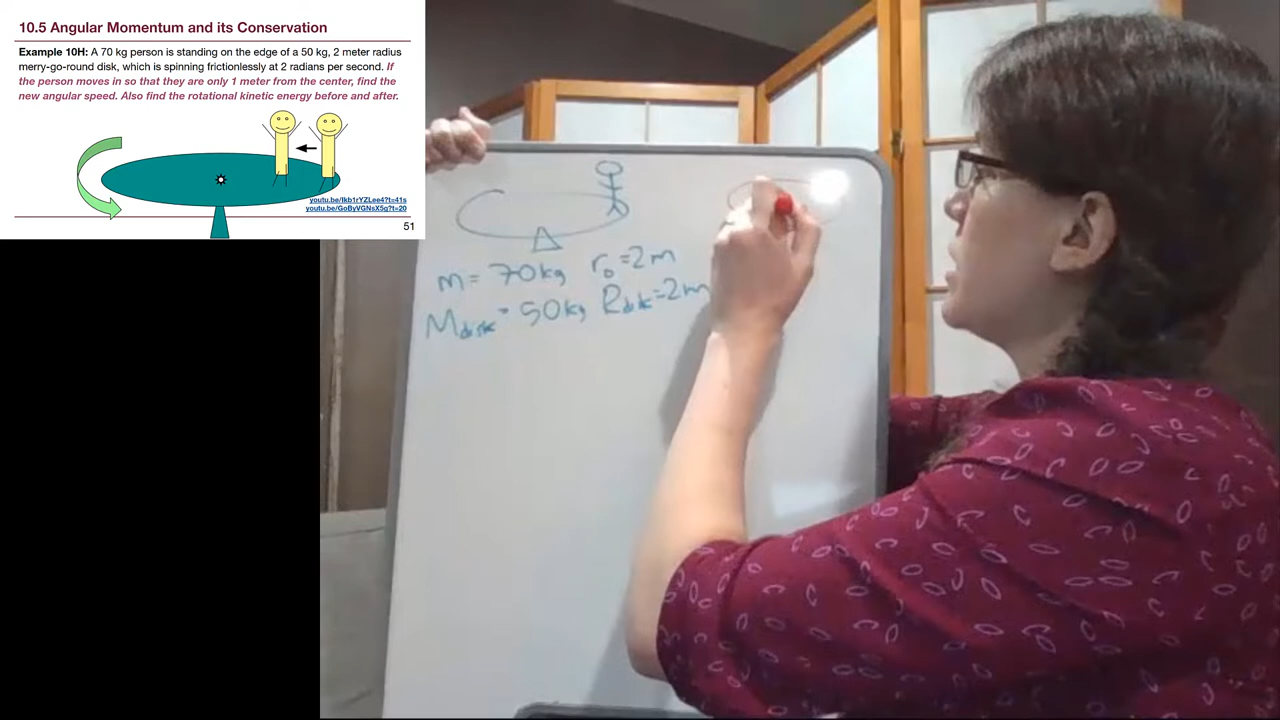 10.5 Angular Momentum and its Conservation
Example 10H: A 70 kg person is standing on the edge of a 50 kg, 2 meter radius
merry-go-round disk, which is spinning frictionlessly at 2 radians per second. If
the person moves in so that they are only 1 meter from the center, find the
new angular speed. Also find the rotational kinetic energy before and after.
youtu.be/Ikb1rYZLee4?t=41s
youtu.be/GoByVGNsX5g?t=20
51
m = 70kg r₀=2m
Mdisk = 50kg Rdisk=2m